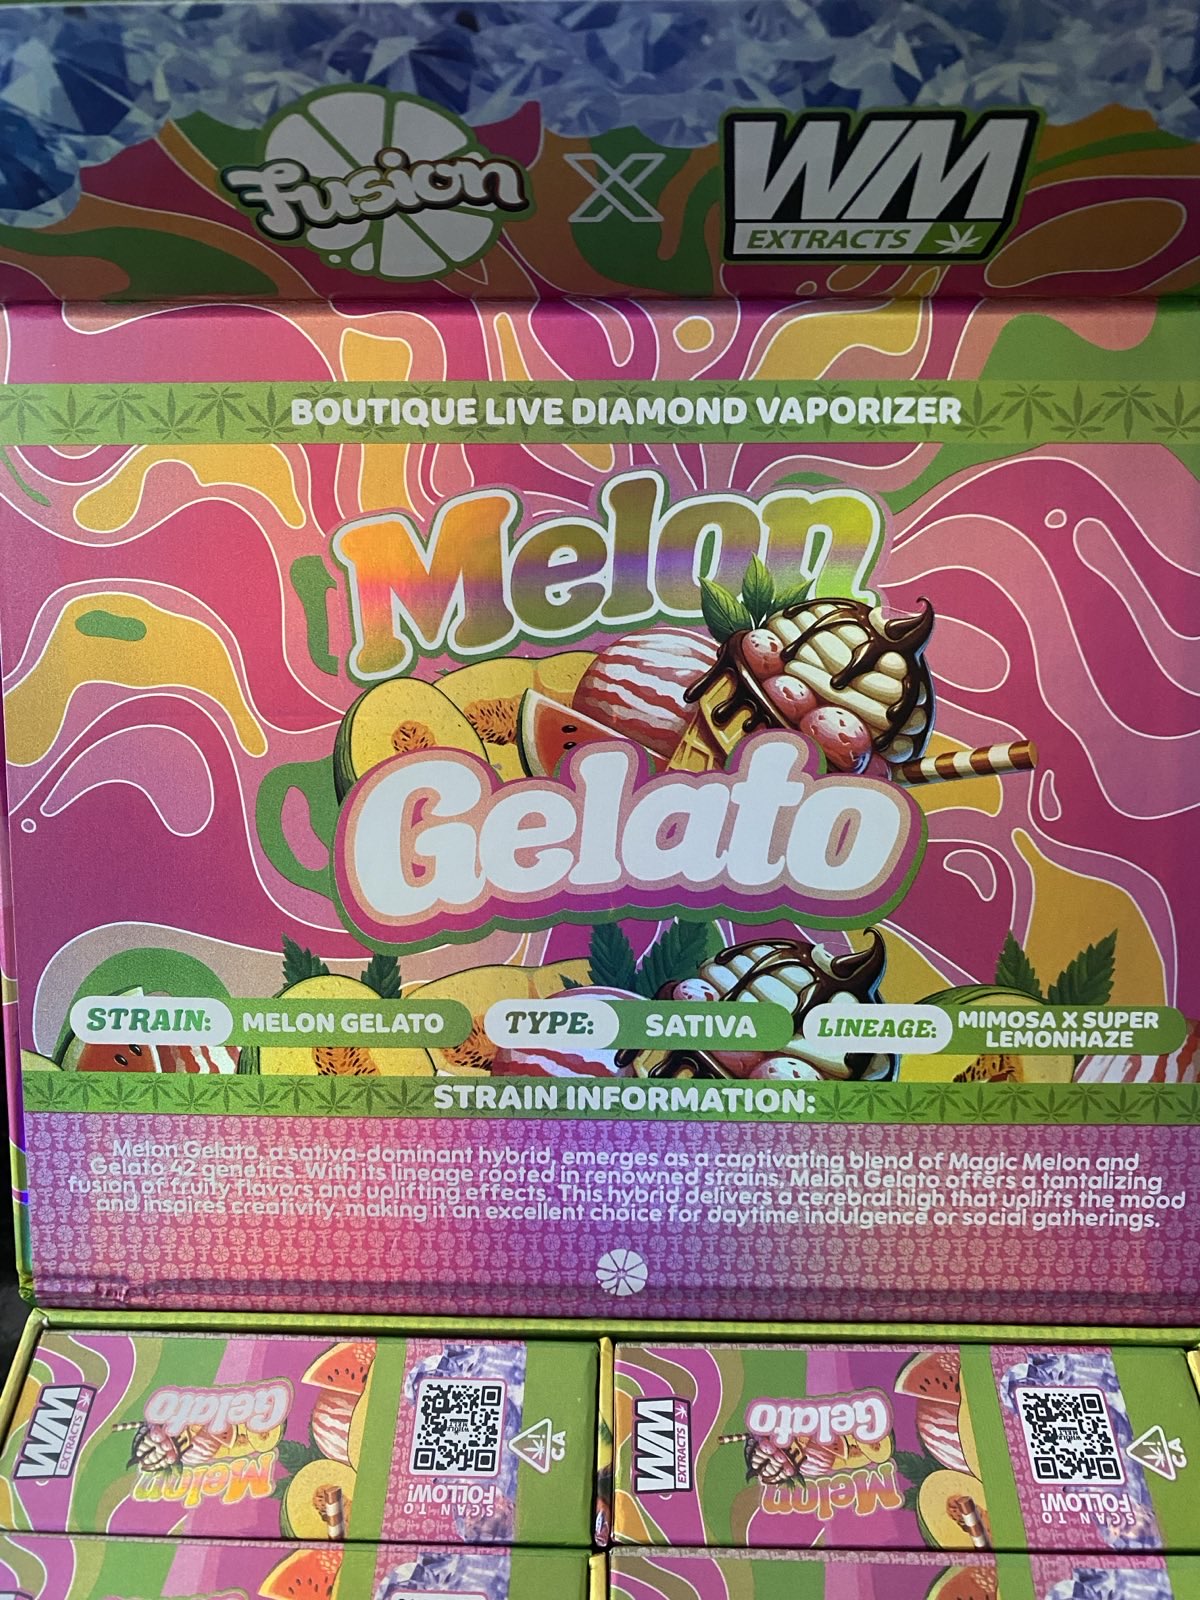 Fusion X WM
EXTRACTS
BOUTIQUE LIVE DIAMOND VAPORIZER
Melon
Gelato
STRAIN: MELON GELATO TYPE: SATIVA LINEAGE: MIMOSA X SUPER
LEMONHAZE
STRAIN INFORMATION:
Melon Gelato, a sativa-dominant hybrid, emerges as a captivating blend of Magic Melon and
Gelato 42 genetics. With its lineage rooted in renowned strains, Melon Gelato offers a tantalizing
fusion of fruity flavors and uplifting effects. This hybrid delivers a cerebral high that uplifts the mood
and inspires creativity, making it an excellent choice for daytime indulgence or social gatherings.
WM
EXTRACTS
Gelato
Melon
SCAN TO
FOLLOW!
CA
WM
EXTRACTS
Gelato
Melon
SCAN TO
FOLLOW!
CA